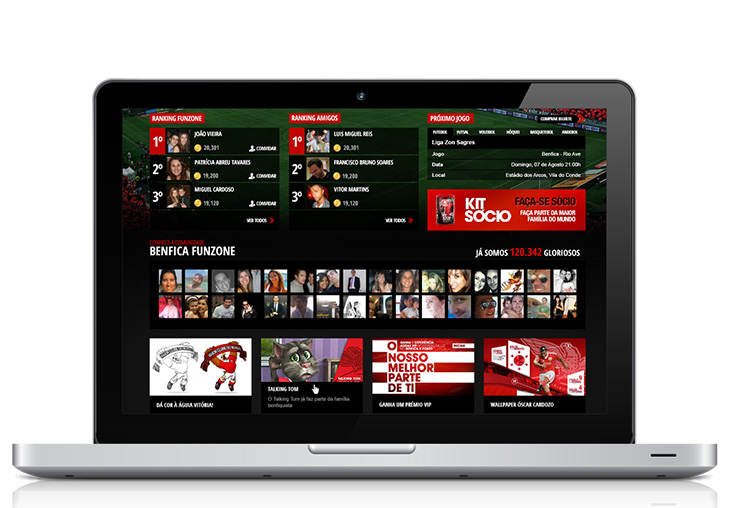 RANKING FUNZONE
1º
JOÃO VIEIRA
20,301
CONVIDAR
2º
PATRÍCIA ABREU TAVARES
19,200
CONVIDAR
3º
MIGUEL CARDOSO
19,120
CONVIDAR
VER TODOS
RANKING AMIGOS
1º
LUIS MIGUEL REIS
20,301
2º
FRANCISCO BRUNO SOARES
19,200
3º
VITOR MARTINS
19,120
VER TODOS
PRÓXIMO JOGO
COMPRAR BILHETE
FUTEBOL FUTSAL VOLEIBOL HÓQUEI BASQUETEBOL ANDEBOL
Liga Zon Sagres
Jogo Benfica - Rio Ave
Data Domingo, 07 de Agosto 21:00h
Local Estádio dos Arcos, Vila do Conde
KIT
SÓCIO
FAÇA-SE SÓCIO
FAÇA PARTE DA MAIOR
FAMÍLIA DO MUNDO
CONHECE A COMUNIDADE
BENFICA FUNZONE
JÁ SOMOS 120.342 GLORIOSOS
DÁ COR À ÁGUIA VITÓRIA!
TALKING TOM
TALKING TOM
O Talking Tom já faz parte da família
benfiquista
O
NOSSO
MELHOR
PARTE
DE TI
GANHA UM PRÉMIO VIP
WALLPAPER ÓSCAR CARDOZO